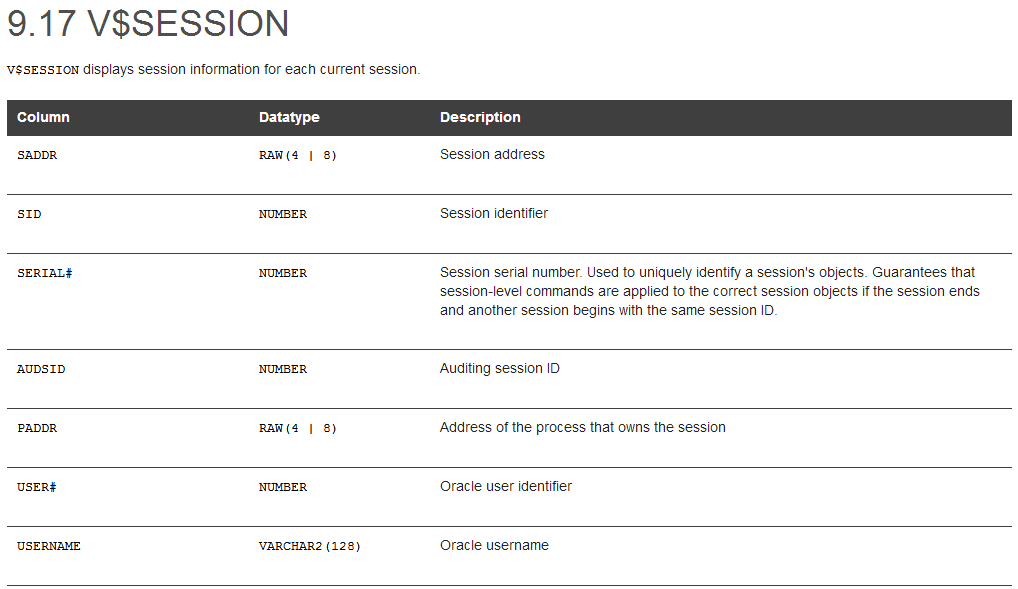 9.17 V$SESSION
V$SESSION displays session information for each current session.
Column Datatype Description
SADDR RAW(4 | 8) Session address
SID NUMBER Session identifier
SERIAL# NUMBER Session serial number. Used to uniquely identify a session's objects. Guarantees that
session-level commands are applied to the correct session objects if the session ends
and another session begins with the same session ID.
AUDSID NUMBER Auditing session ID
PADDR RAW(4 | 8) Address of the process that owns the session
USER# NUMBER Oracle user identifier
USERNAME VARCHAR2(128) Oracle username